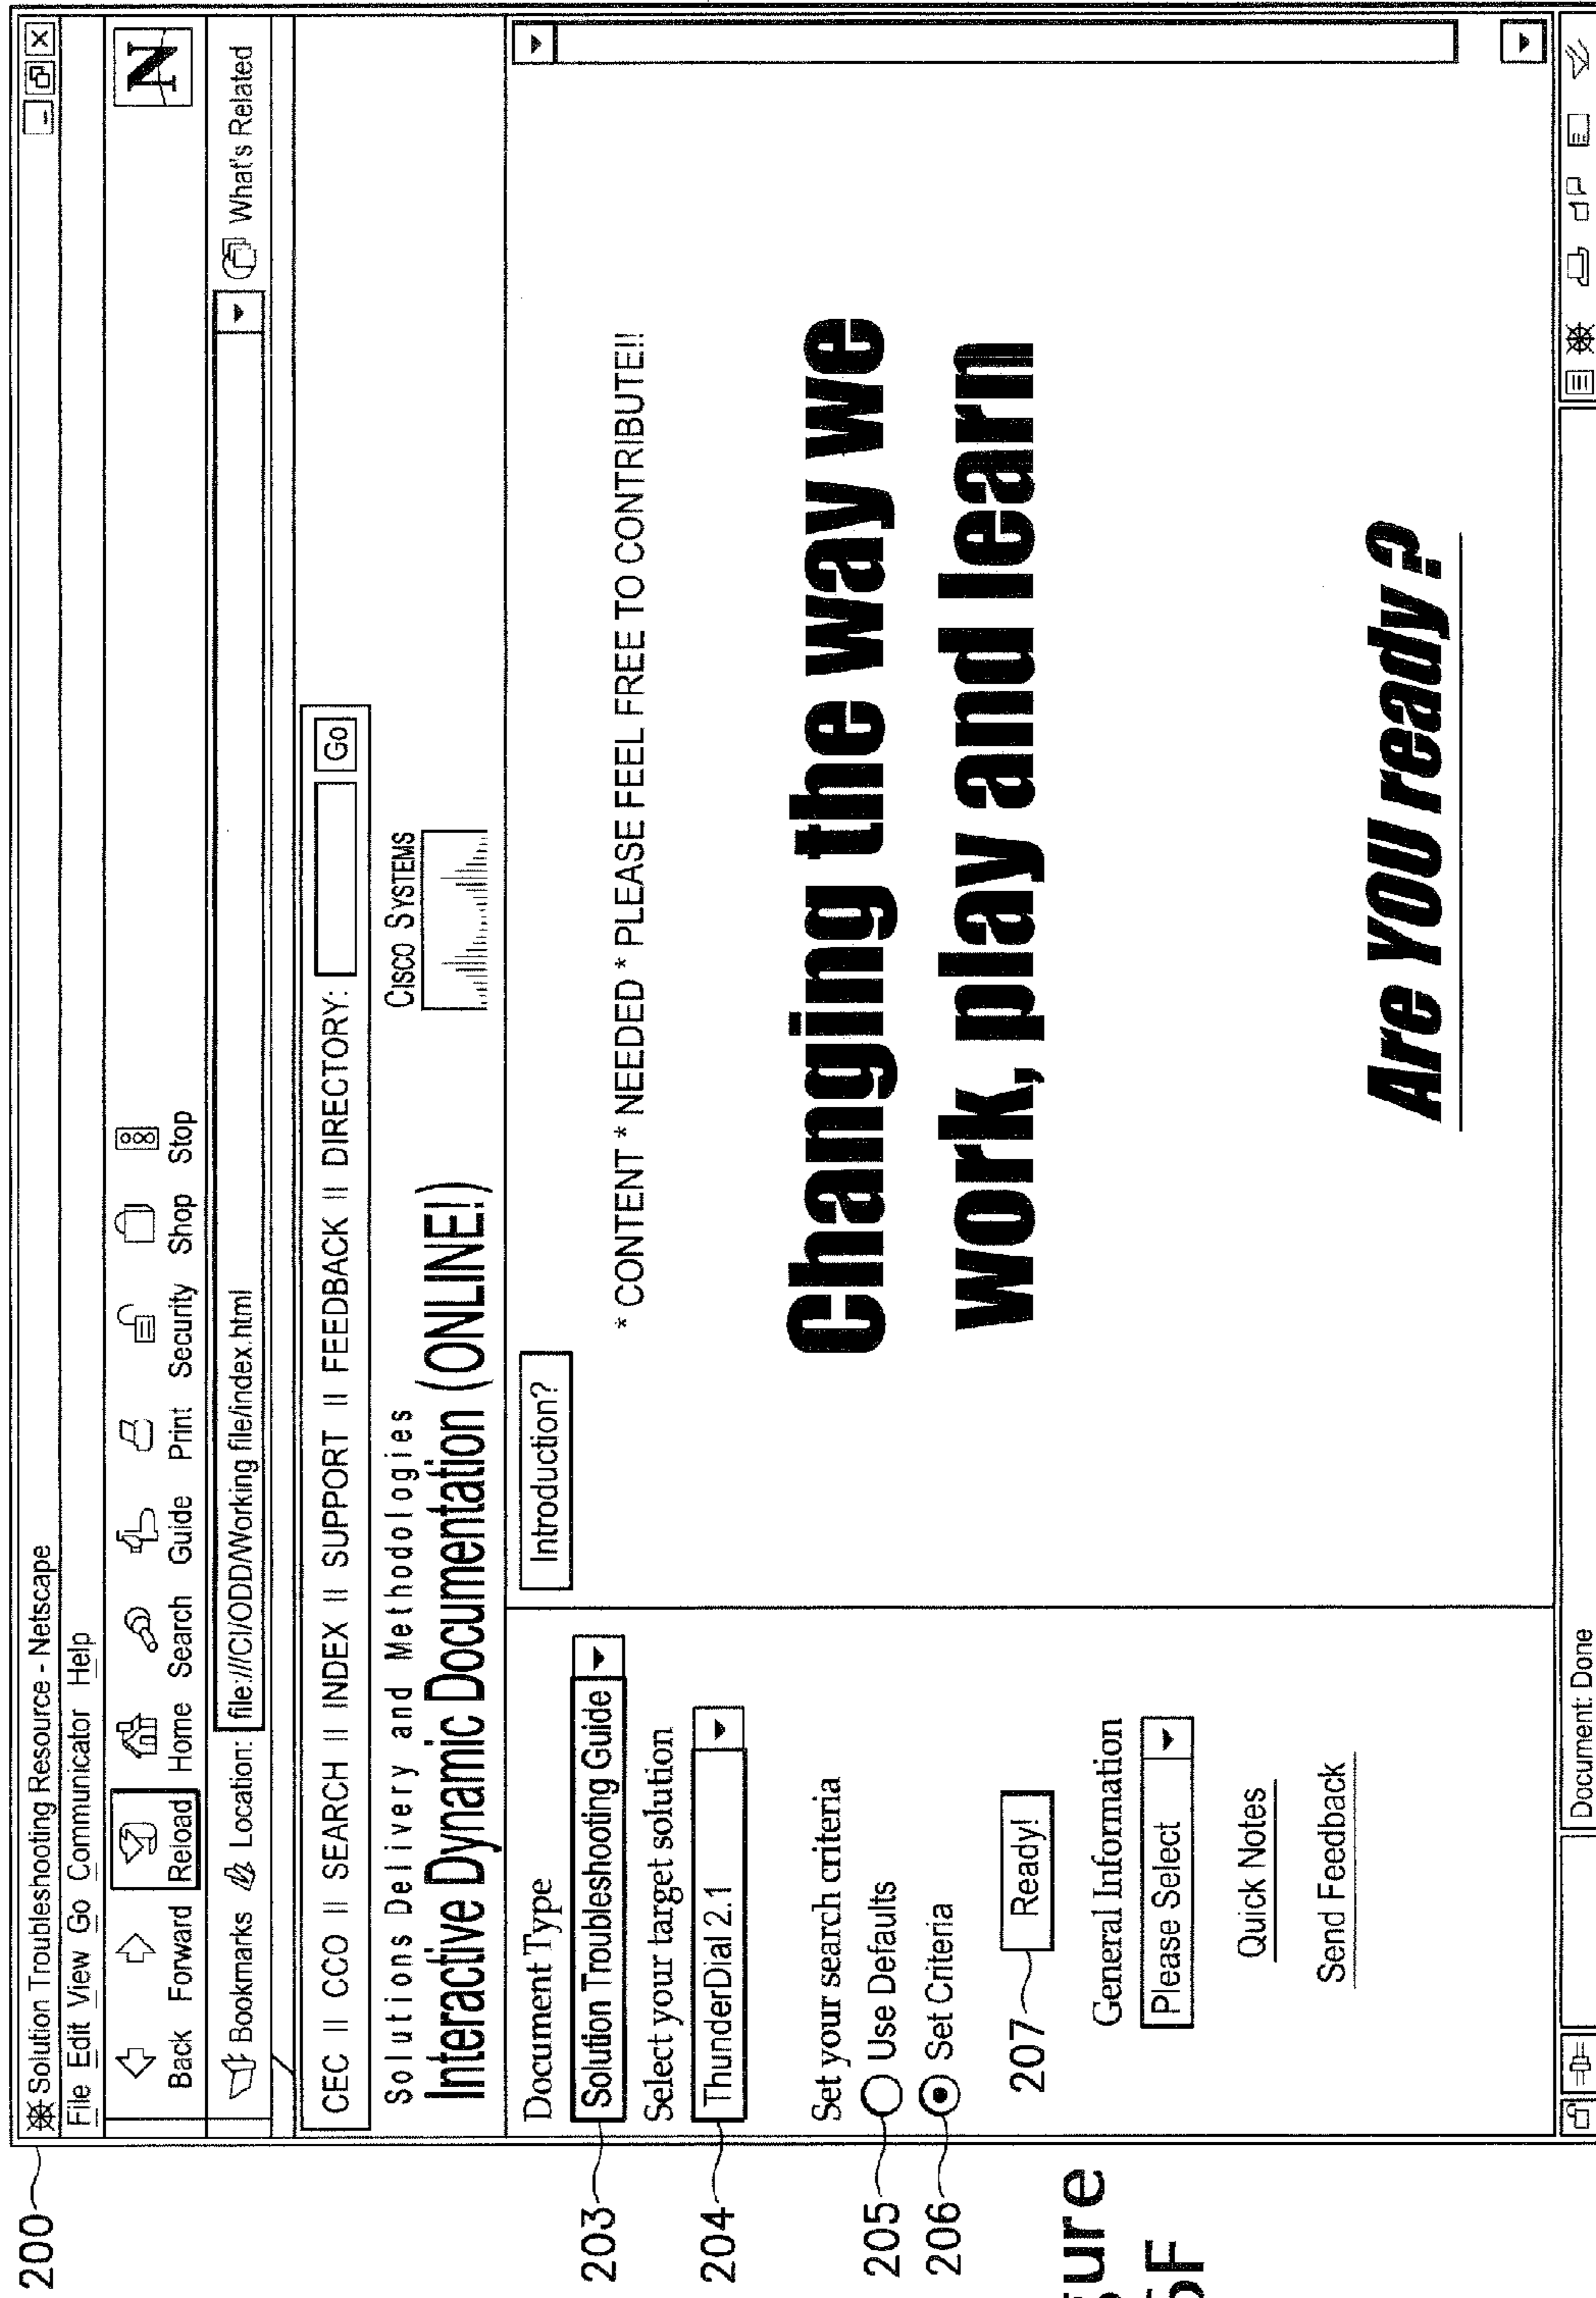 200
Solution Troubleshooting Resource - Netscape
File Edit View Go Communicator Help
Back Forward Reload Home Search Guide Print Security Shop Stop
N
Bookmarks Location: file:///C|/ODD/Working file/index.html What's Related
CEC || CCO || SEARCH || INDEX || SUPPORT || FEEDBACK || DIRECTORY: Go
Solutions Delivery and Methodologies
Interactive Dynamic Documentation (ONLINE!)
CISCO SYSTEMS
Document Type
203
Solution Troubleshooting Guide
Select your target solution
204
ThunderDial 2.1
Set your search criteria
205
Use Defaults
206
Set Criteria
207
Ready!
General Information
Please Select
Quick Notes
Send Feedback
Introduction?
* CONTENT * NEEDED * PLEASE FEEL FREE TO CONTRIBUTE!!
Changing the way we
work, play and learn
Are YOU ready?
Document: Done